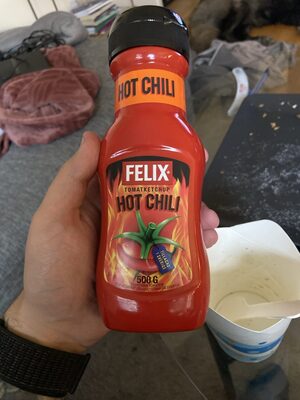 HOT CHILI
FELIX
TOMATKETCHUP
HOT CHILI
500 G